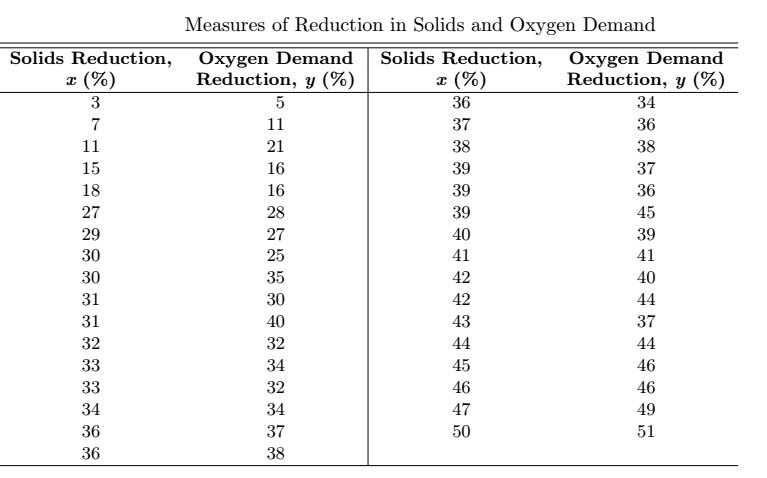 Measures of Reduction in Solids and Oxygen Demand
Solids Reduction, Oxygen Demand Solids Reduction, Oxygen Demand
x (%) Reduction, y (%) x (%) Reduction, y (%)
3 5 36 34
7 11 37 36
11 21 38 38
15 16 39 37
18 16 39 36
27 28 39 45
29 27 40 39
30 25 41 41
30 35 42 40
31 30 42 44
31 40 43 37
32 32 44 44
33 34 45 46
33 32 46 46
34 34 47 49
36 37 50 51
36 38